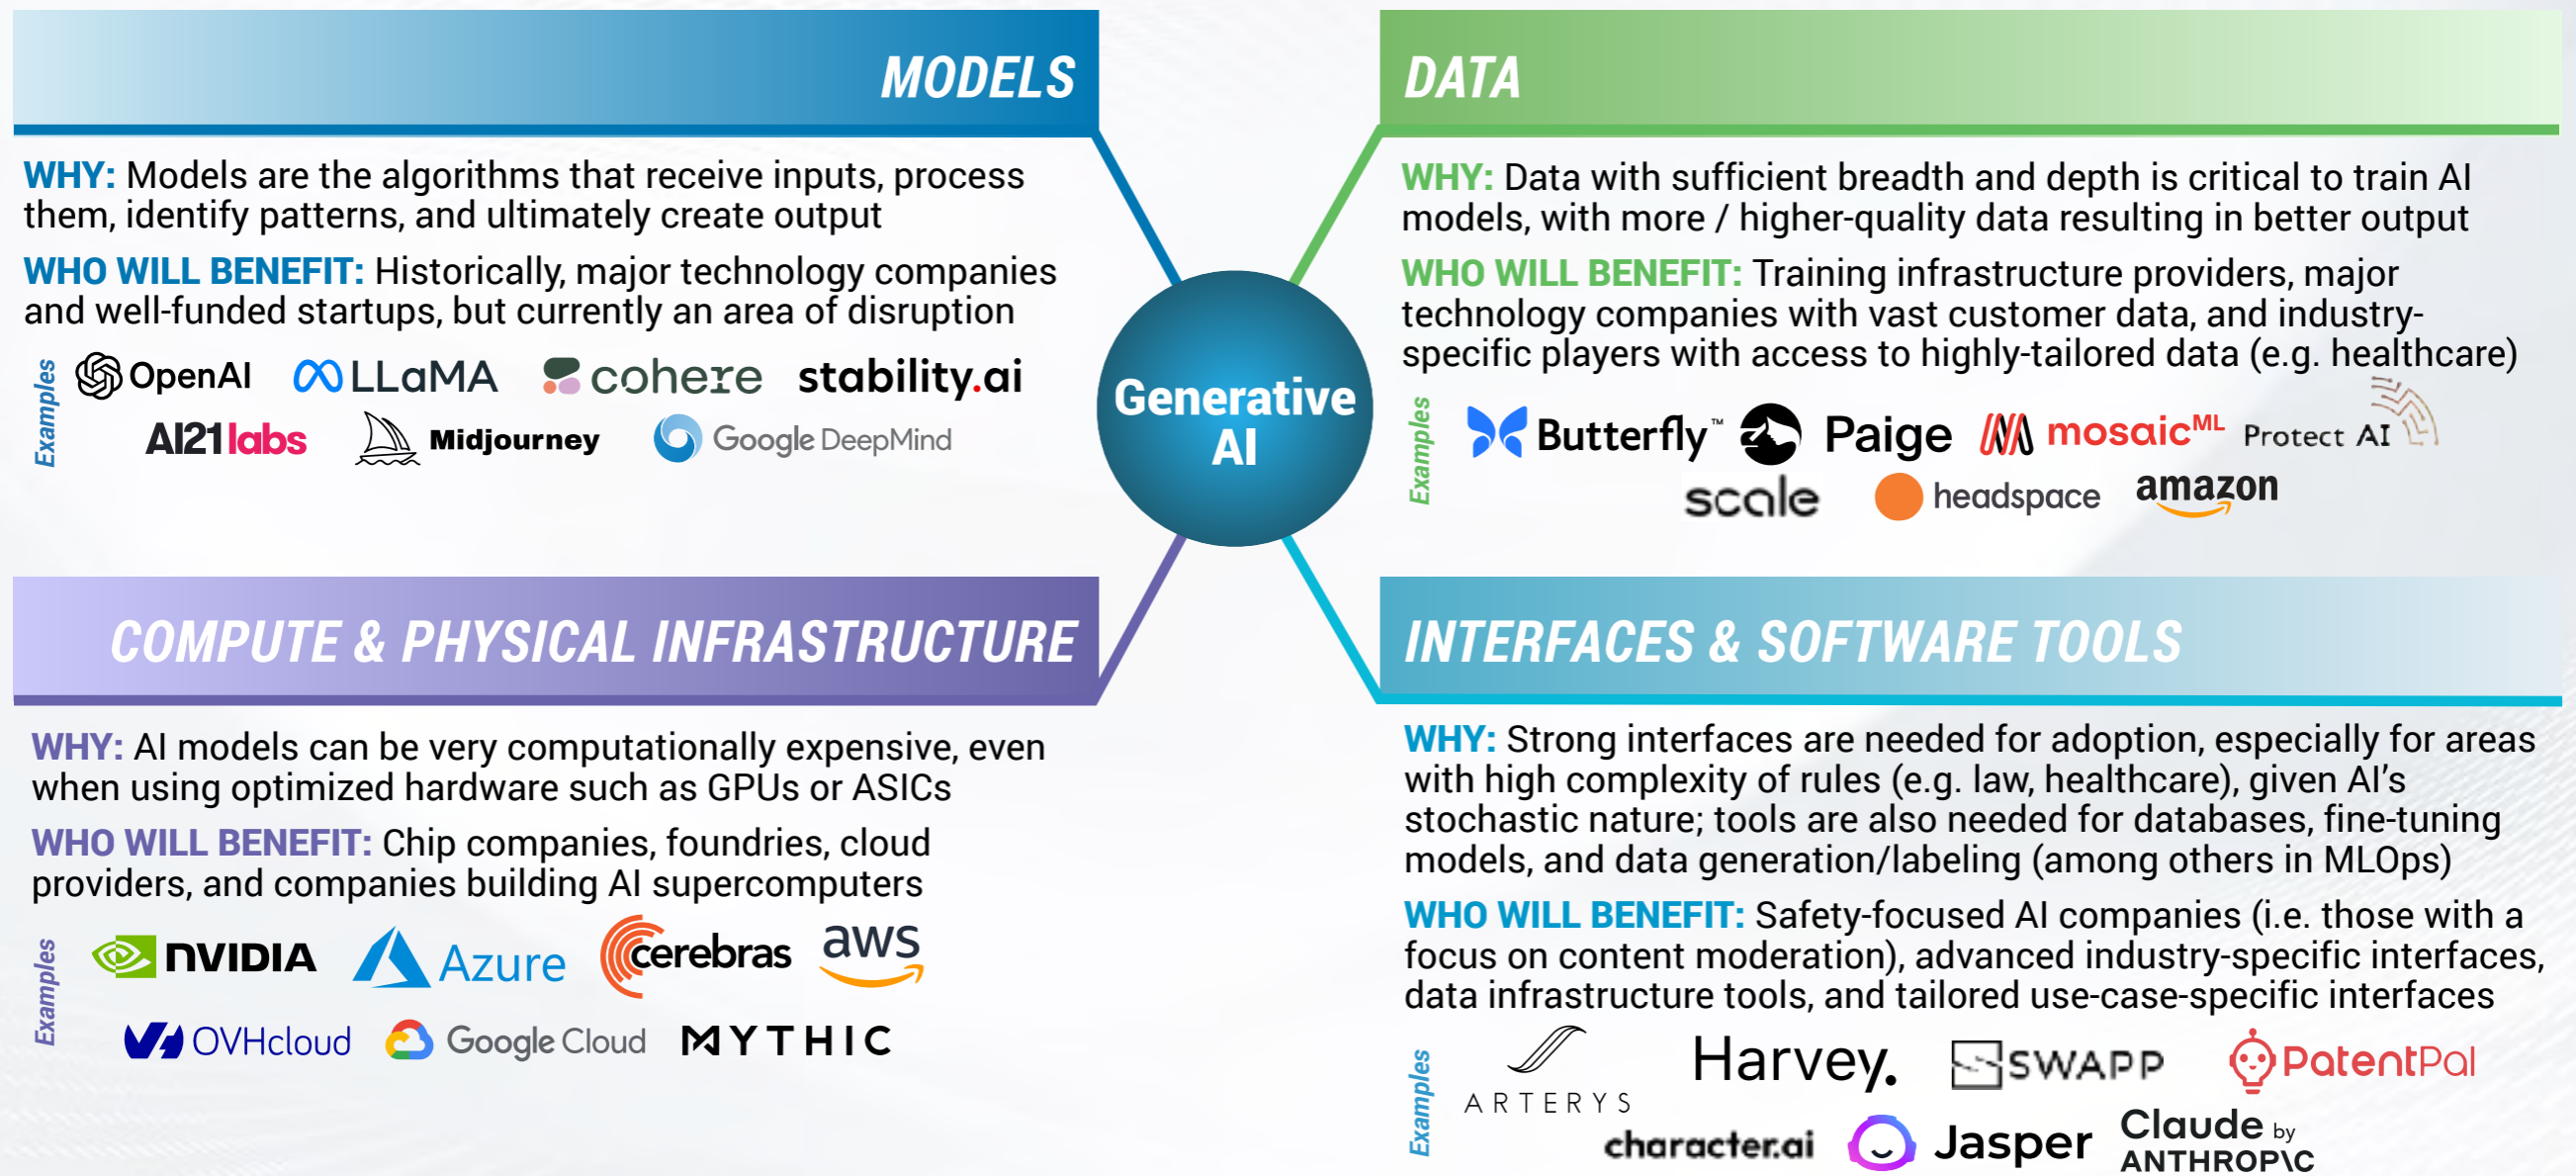 MODELS
WHY: Models are the algorithms that receive inputs, process
them, identify patterns, and ultimately create output
WHO WILL BENEFIT: Historically, major technology companies
and well-funded startups, but currently an area of disruption
Examples
OpenAI LLaMA cohere stability.ai
AI21labs Midjourney Google DeepMind
DATA
WHY: Data with sufficient breadth and depth is critical to train AI
models, with more / higher-quality data resulting in better output
WHO WILL BENEFIT: Training infrastructure providers, major
technology companies with vast customer data, and industry-
specific players with access to highly-tailored data (e.g. healthcare)
Examples
Butterfly™ Paige mosaicML Protect AI
scale headspace amazon
Generative
AI
COMPUTE & PHYSICAL INFRASTRUCTURE
WHY: AI models can be very computationally expensive, even
when using optimized hardware such as GPUs or ASICs
WHO WILL BENEFIT: Chip companies, foundries, cloud
providers, and companies building AI supercomputers
Examples
NVIDIA Azure cerebras aws
OVHcloud Google Cloud MYTHIC
INTERFACES & SOFTWARE TOOLS
WHY: Strong interfaces are needed for adoption, especially for areas
with high complexity of rules (e.g. law, healthcare), given AI’s
stochastic nature; tools are also needed for databases, fine-tuning
models, and data generation/labeling (among others in MLOps)
WHO WILL BENEFIT: Safety-focused AI companies (i.e. those with a
focus on content moderation), advanced industry-specific interfaces,
data infrastructure tools, and tailored use-case-specific interfaces
Examples
ARTERYS Harvey. SWAPP PatentPal
character.ai Jasper Claude by
ANTHROP\C